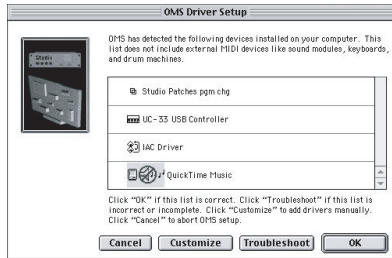 OMS Driver Setup
OMS has detected the following devices installed on your computer. This
list does not include external MIDI devices like sound modules, keyboards,
and drum machines.
Studio
Studio Patches pgm chg
UC-33 USB Controller
IAC Driver
QuickTime Music
Click “OK” if this list is correct. Click “Troubleshoot” if this list is
incorrect or incomplete. Click “Customize” to add drivers manually.
Click “Cancel” to abort OMS setup.
Cancel Customize Troubleshoot OK